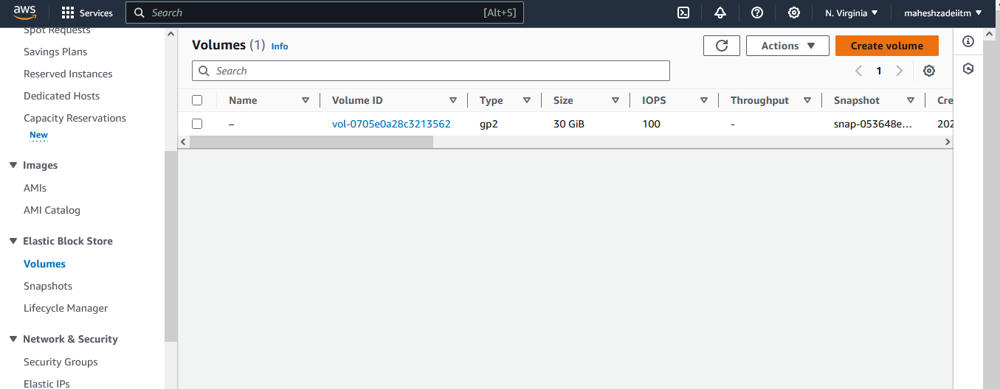 aws Services Search [Alt+S] N. Virginia maheshzadeiitm
Spot Requests
Savings Plans
Reserved Instances
Dedicated Hosts
Capacity Reservations
New
Images
AMIs
AMI Catalog
Elastic Block Store
Volumes
Snapshots
Lifecycle Manager
Network & Security
Security Groups
Elastic IPs
Volumes (1) Info Actions Create volume
Search 1
Name Volume ID Type Size IOPS Throughput Snapshot Cre
– vol-0705e0a28c3213562 gp2 30 GiB 100 - snap-053648e... 202